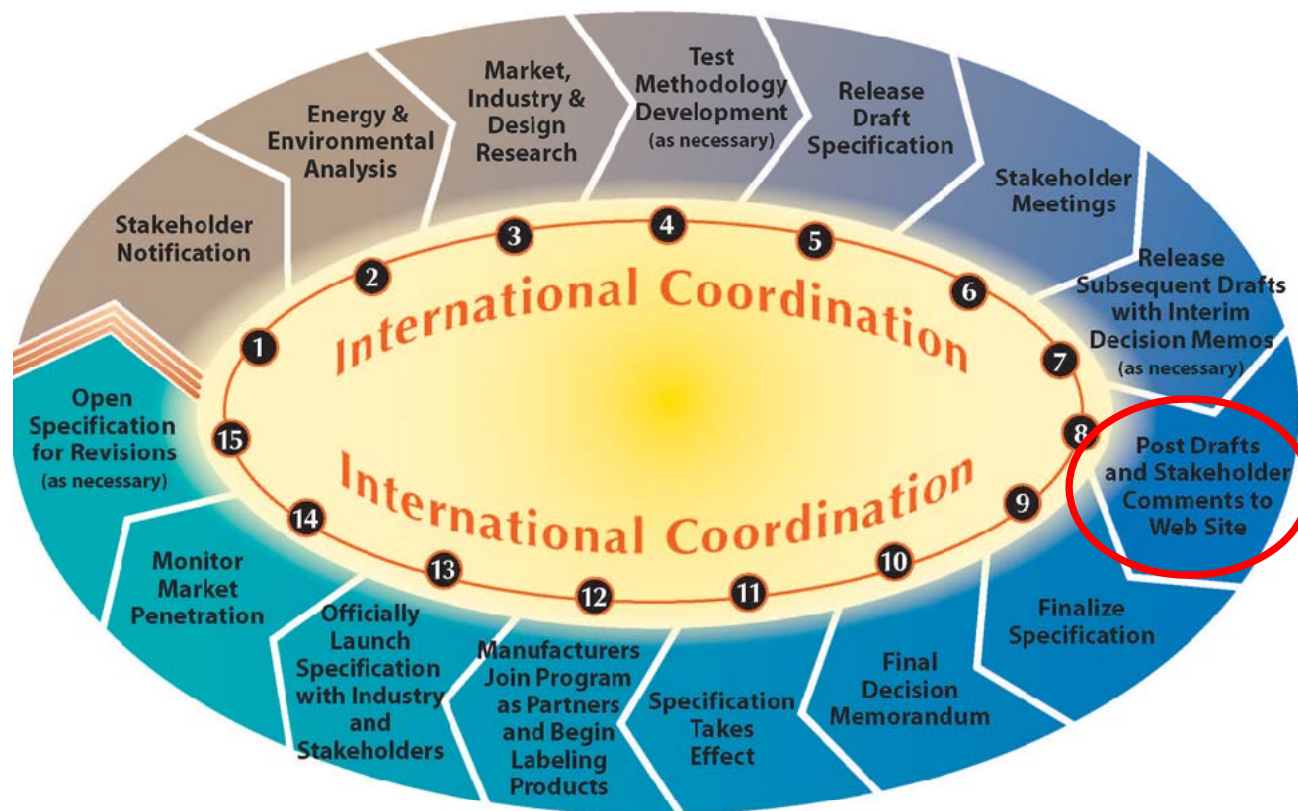 Stakeholder
Notification
Energy &
Environmental
Analysis
Market,
Industry &
Design
Research
Test
Methodology
Development
(as necessary)
Release
Draft
Specification
Stakeholder
Meetings
Release
Subsequent Drafts
with Interim
Decision Memos
(as necessary)
Post Drafts
and Stakeholder
Comments to
Web Site
Finalize
Specification
Final
Decision
Memorandum
Specification
Takes
Effect
Manufacturers
Join Program
as Partners
and Begin
Labeling
Products
Officially
Launch
Specification
with Industry
and
Stakeholders
Monitor
Market
Penetration
Open
Specification
for Revisions
(as necessary)
1
2
3
4
5
6
7
8
9
10
11
12
13
14
15
International Coordination
International Coordination